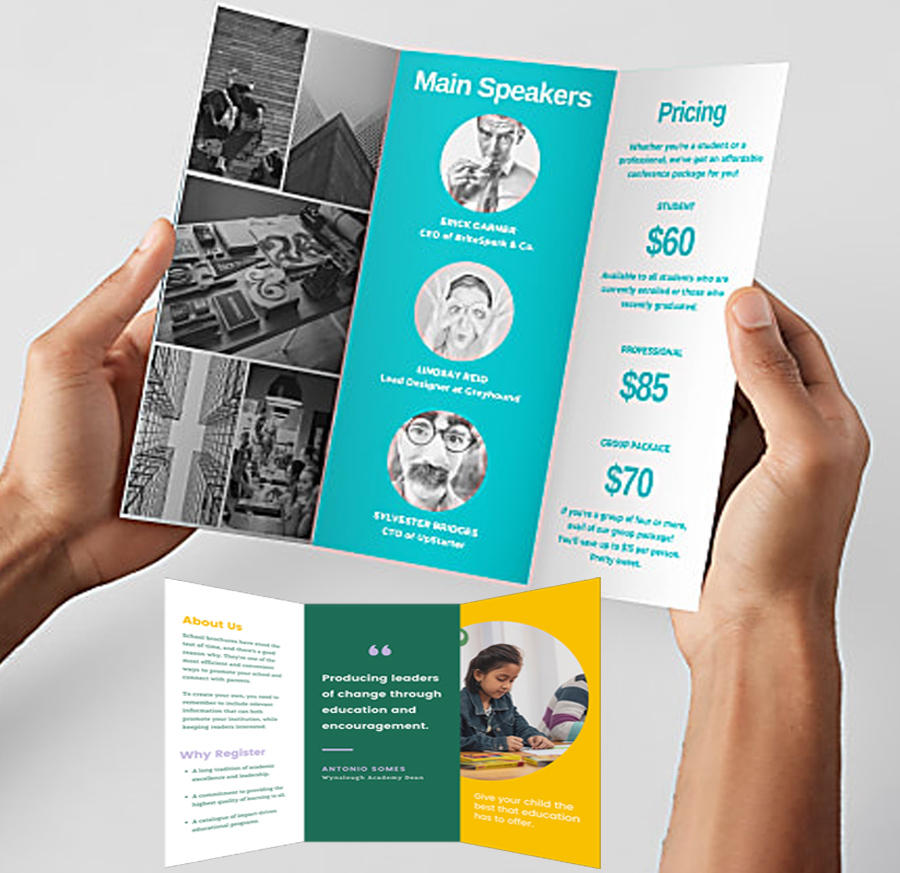 Main Speakers
ERICK GARNER
CEO of BriteSpark & Co.
LINDSAY REID
Lead Designer at Greyhound
SYLVESTER BRIDGES
CTO of UpStarter
Pricing
Whether you're a student or a
professional, we've got an affordable
conference package for you!
STUDENT
$60
Available to all students who are
currently enrolled or those who
recently graduated.
PROFESSIONAL
$85
GROUP PACKAGE
$70
If you're a group of four or more,
avail of our group package!
You'll save up to $15 per person.
Pretty sweet.
About Us
School brochures have stood the
test of time, and there's a good
reason why. They're one of the
most efficient and convenient
ways to promote your school and
connect with parents.
To create your own, you need to
remember to include relevant
information that can both
promote your institution, while
keeping readers interested.
Why Register
• A long tradition of academic
excellence and leadership.
• A commitment to providing the
highest quality of learning to all.
• A catalogue of impact-driven
educational programs.
“
Producing leaders
of change through
education and
encouragement.
ANTONIO SOMES
Wynslough Academy Dean
Give your child the
best that education
has to offer.